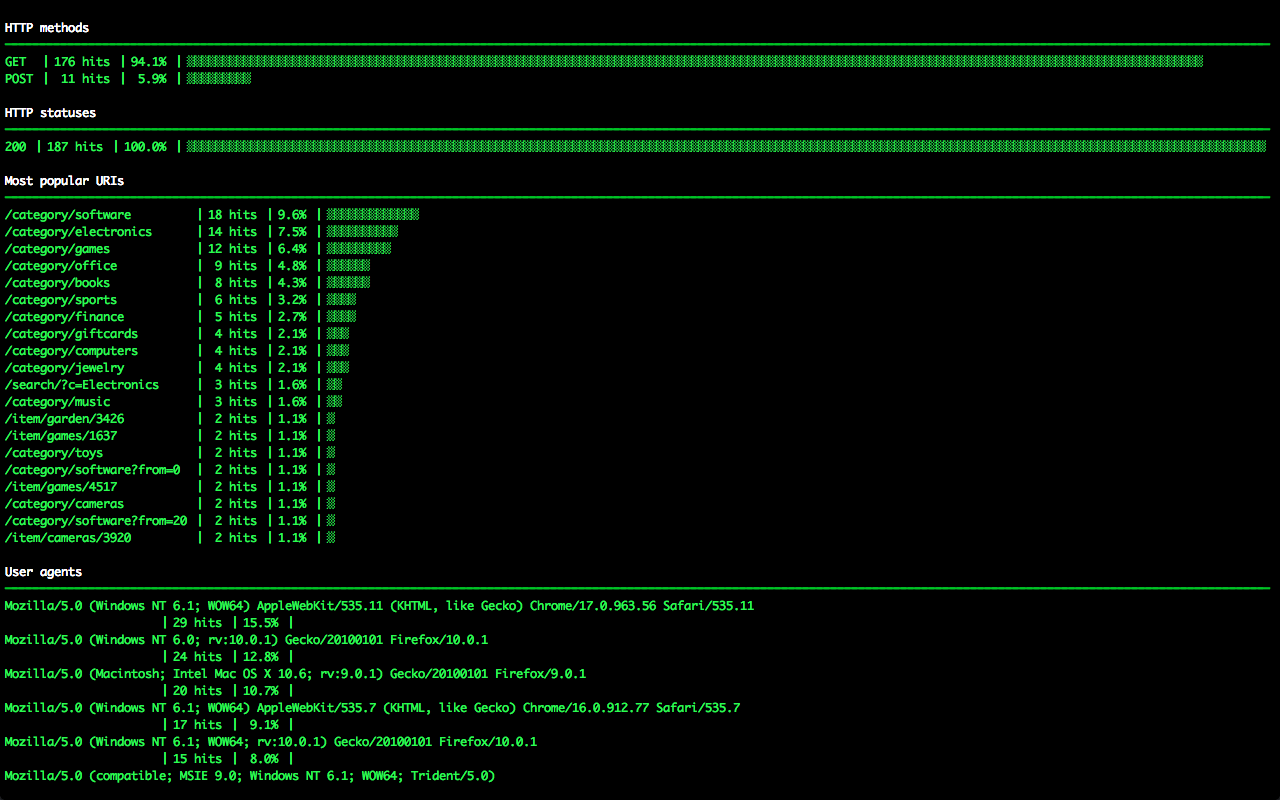 HTTP methods
GET | 176 hits | 94.1% |
POST | 11 hits | 5.9% |
HTTP statuses
200 | 187 hits | 100.0% |
Most popular URIs
/category/software | 18 hits | 9.6% |
/category/electronics | 14 hits | 7.5% |
/category/games | 12 hits | 6.4% |
/category/office | 9 hits | 4.8% |
/category/books | 8 hits | 4.3% |
/category/sports | 6 hits | 3.2% |
/category/finance | 5 hits | 2.7% |
/category/giftcards | 4 hits | 2.1% |
/category/computers | 4 hits | 2.1% |
/category/jewelry | 4 hits | 2.1% |
/search/?c=Electronics | 3 hits | 1.6% |
/category/music | 3 hits | 1.6% |
/item/garden/3426 | 2 hits | 1.1% |
/item/games/1637 | 2 hits | 1.1% |
/category/toys | 2 hits | 1.1% |
/category/software?from=0 | 2 hits | 1.1% |
/item/games/4517 | 2 hits | 1.1% |
/category/cameras | 2 hits | 1.1% |
/category/software?from=20 | 2 hits | 1.1% |
/item/cameras/3920 | 2 hits | 1.1% |
User agents
Mozilla/5.0 (Windows NT 6.1; WOW64) AppleWebKit/535.11 (KHTML, like Gecko) Chrome/17.0.963.56 Safari/535.11
| 29 hits | 15.5% |
Mozilla/5.0 (Windows NT 6.0; rv:10.0.1) Gecko/20100101 Firefox/10.0.1
| 24 hits | 12.8% |
Mozilla/5.0 (Macintosh; Intel Mac OS X 10.6; rv:9.0.1) Gecko/20100101 Firefox/9.0.1
| 20 hits | 10.7% |
Mozilla/5.0 (Windows NT 6.1; WOW64) AppleWebKit/535.7 (KHTML, like Gecko) Chrome/16.0.912.77 Safari/535.7
| 17 hits | 9.1% |
Mozilla/5.0 (Windows NT 6.1; WOW64; rv:10.0.1) Gecko/20100101 Firefox/10.0.1
| 15 hits | 8.0% |
Mozilla/5.0 (compatible; MSIE 9.0; Windows NT 6.1; WOW64; Trident/5.0)